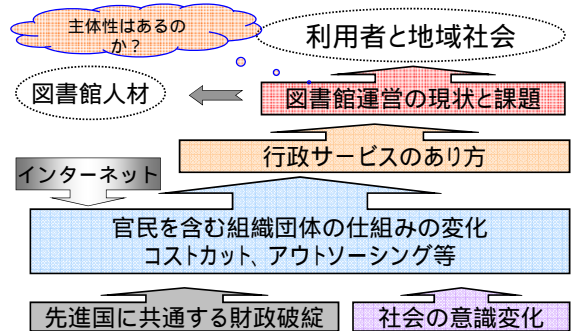 主体性はあるの
か？
利用者と地域社会
図書館人材
図書館運営の現状と課題
行政サービスのあり方
インターネット
官民を含む組織団体の仕組みの変化
コストカット、アウトソーシング等
先進国に共通する財政破綻
社会の意識変化